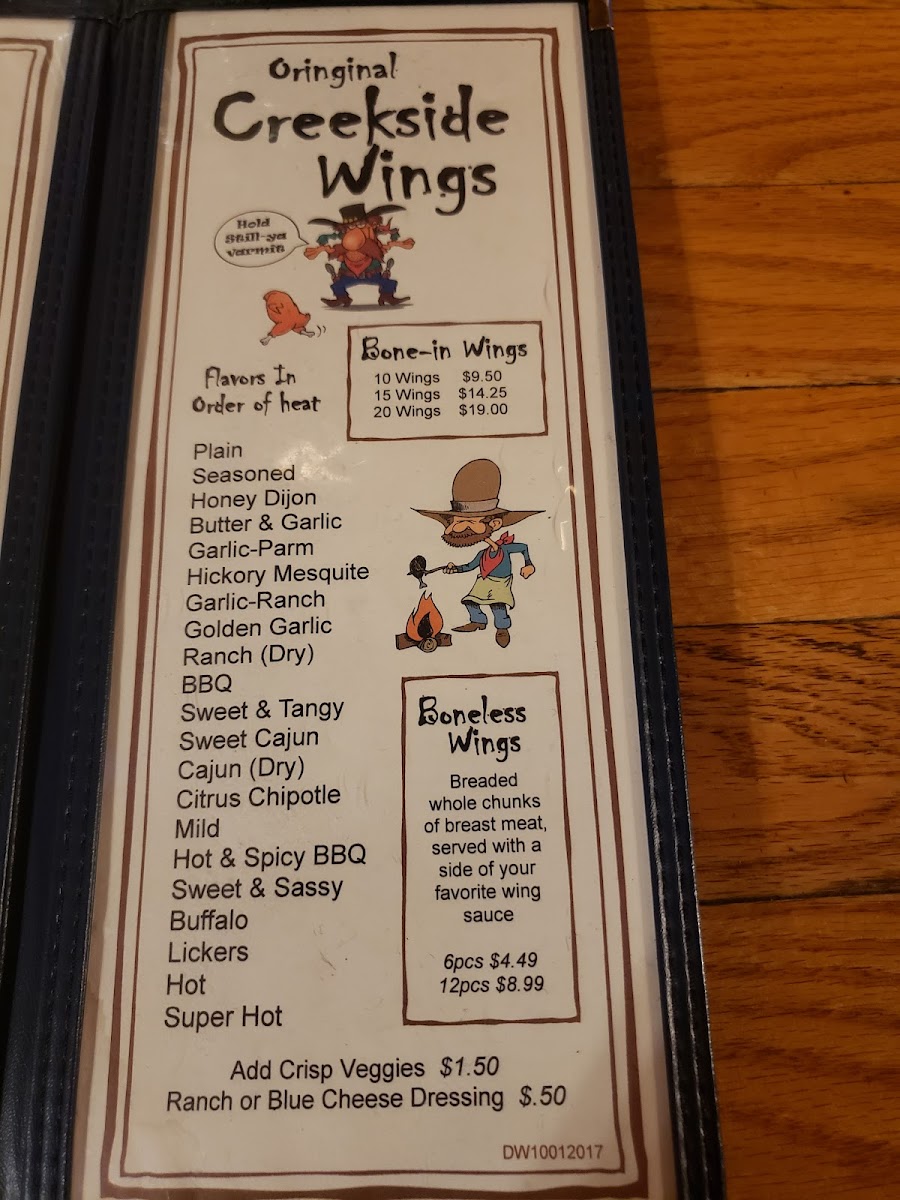 Oringinal
Creekside
Wings
Hold
Still-ya
varmit
Bone-in Wings
10 Wings $9.50
15 Wings $14.25
20 Wings $19.00
Flavors In
Order of heat
Plain
Seasoned
Honey Dijon
Butter & Garlic
Garlic-Parm
Hickory Mesquite
Garlic-Ranch
Golden Garlic
Ranch (Dry)
BBQ
Sweet & Tangy
Sweet Cajun
Cajun (Dry)
Citrus Chipotle
Mild
Hot & Spicy BBQ
Sweet & Sassy
Buffalo
Lickers
Hot
Super Hot
Boneless
Wings
Breaded
whole chunks
of breast meat,
served with a
side of your
favorite wing
sauce
6pcs $4.49
12pcs $8.99
Add Crisp Veggies $1.50
Ranch or Blue Cheese Dressing $.50
DW10012017